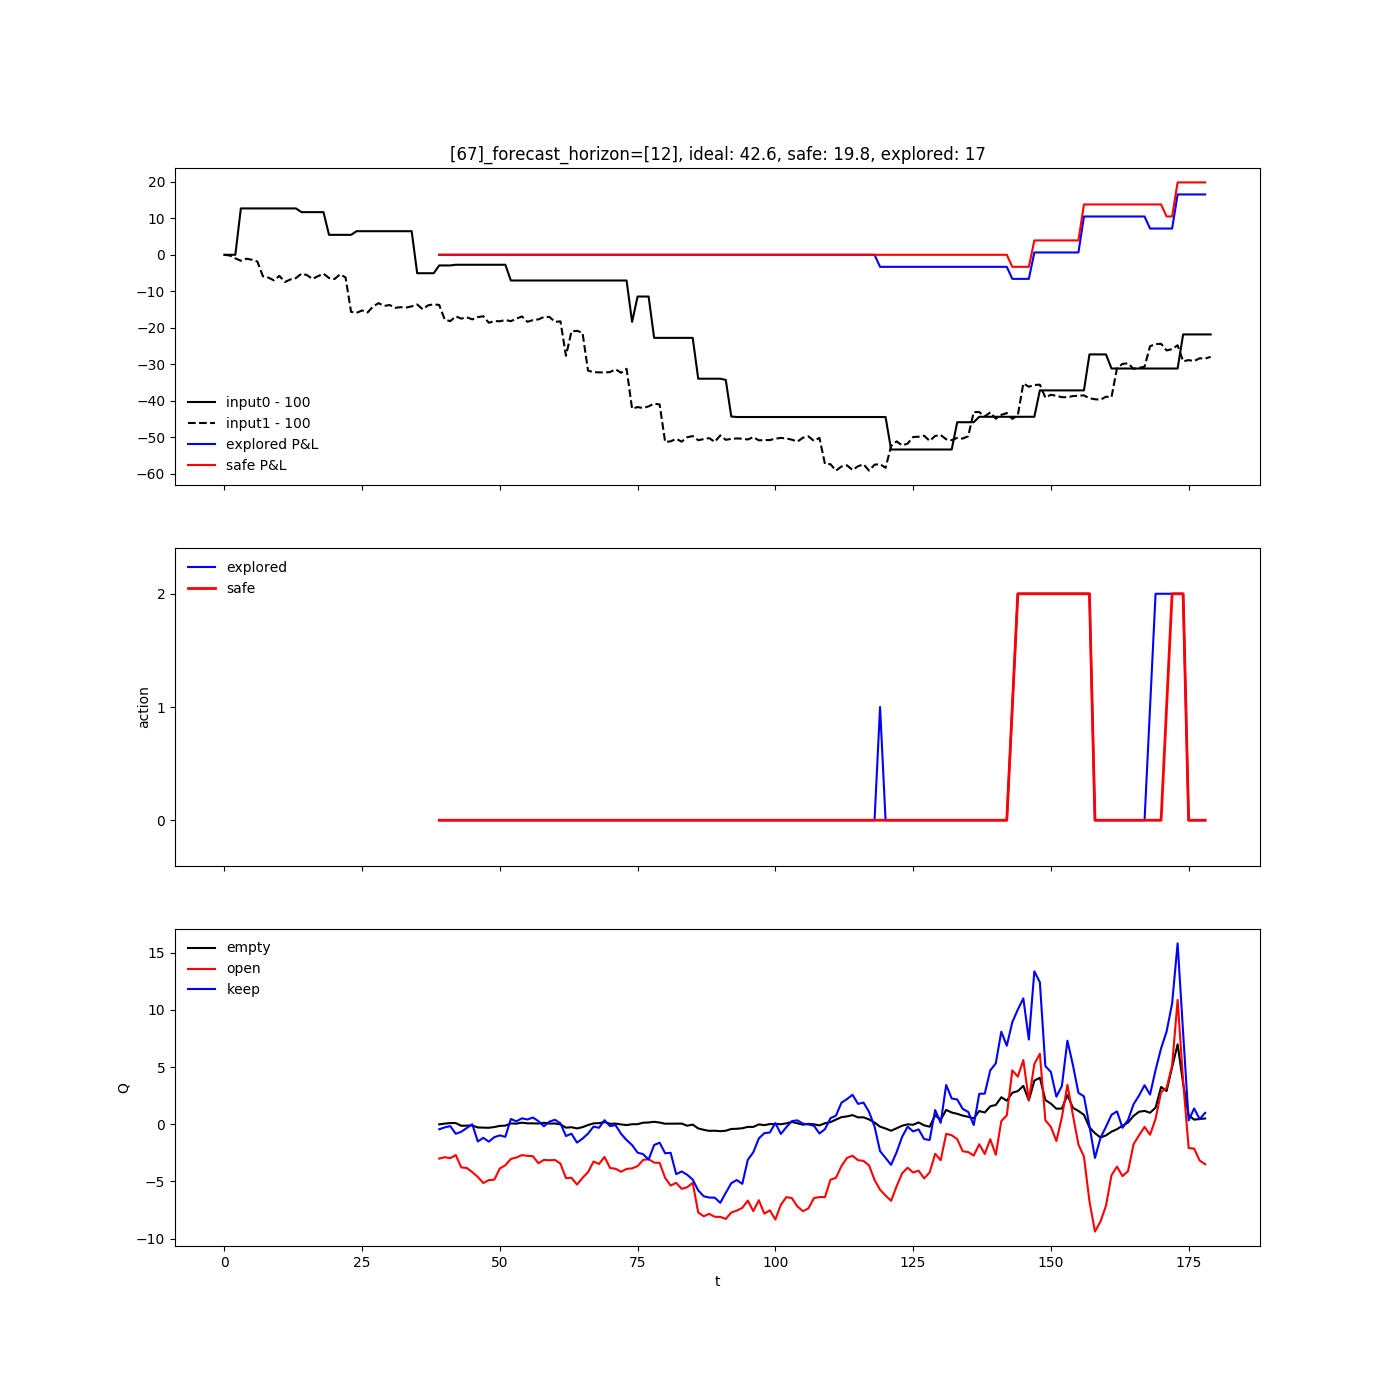 [67]_forecast_horizon=[12], ideal: 42.6, safe: 19.8, explored: 17
20
10
0
−10
−20
−30
−40
−50
−60
input0 - 100
input1 - 100
explored P&L
safe P&L
explored
safe
2
1
0
action
empty
open
keep
15
10
5
0
−5
−10
Q
0 25 50 75 100 125 150 175
t